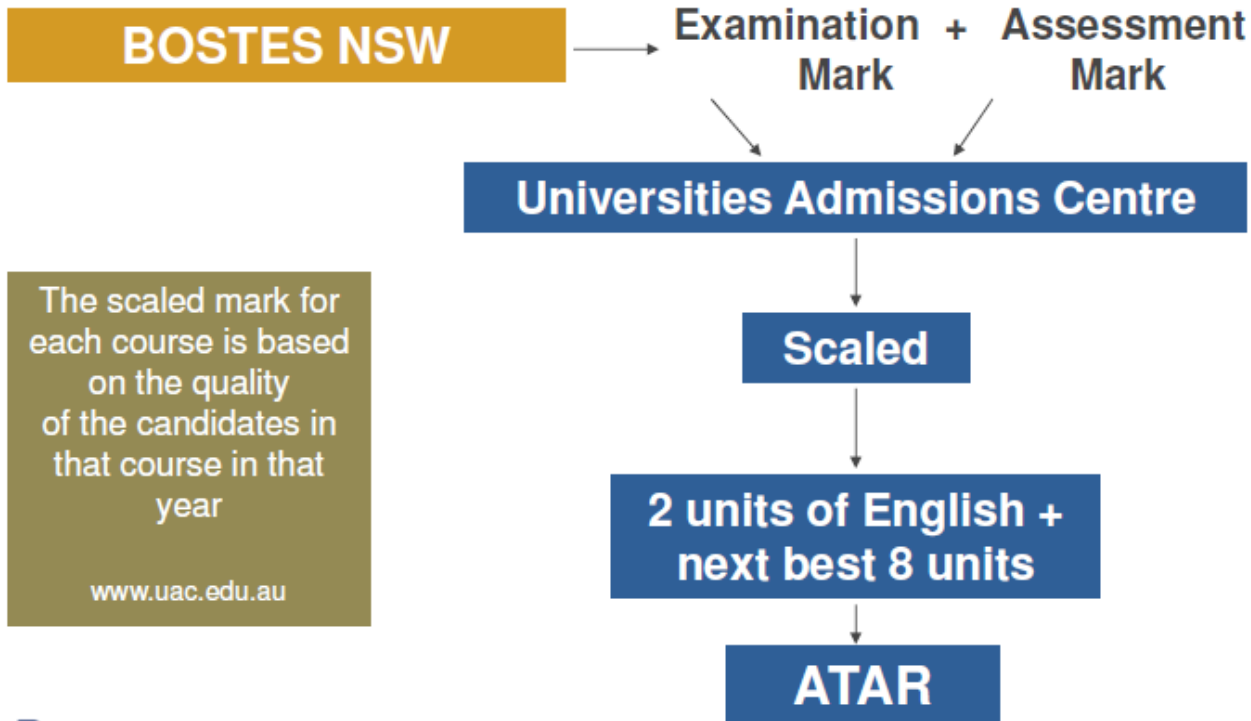 BOSTES NSW
Examination + Assessment
Mark Mark
Universities Admissions Centre
The scaled mark for
each course is based
on the quality
of the candidates in
that course in that
year
www.uac.edu.au
Scaled
2 units of English +
next best 8 units
ATAR